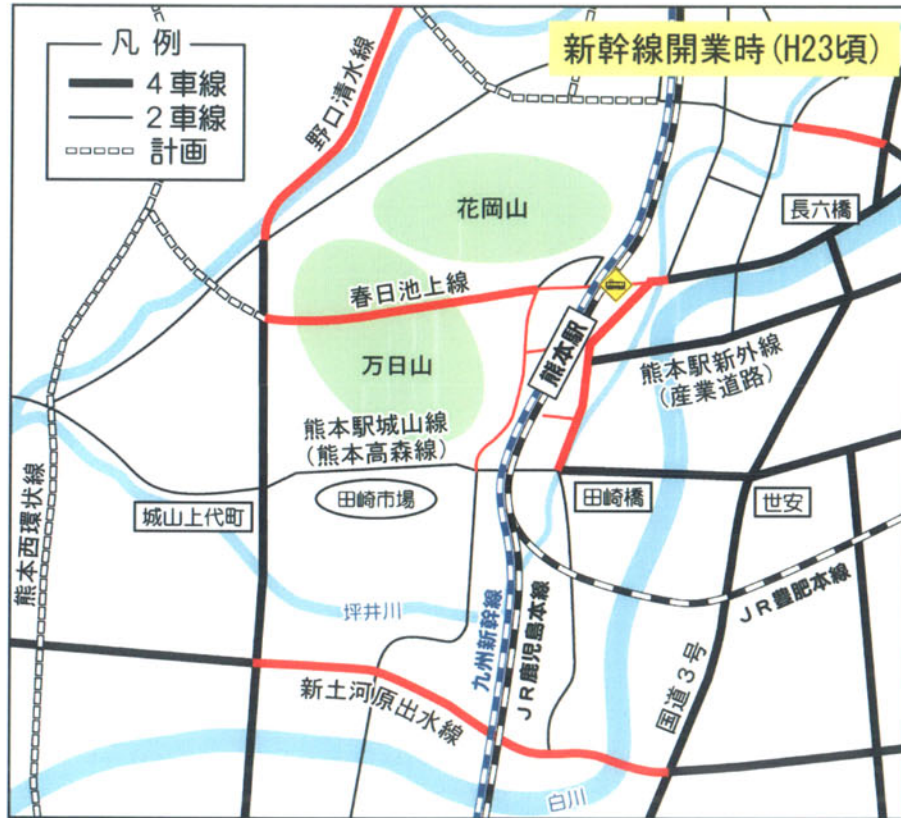 新幹線開業時(H23頃)
凡例
4車線
2車線
計画
野口清水線
花岡山
長六橋
春日池上線
熊本駅
万日山
熊本駅新外線
(産業道路)
熊本駅城山線
(熊本高森線)
田崎市場
田崎橋
世安
城山上代町
熊本西環状線
坪井川
九州新幹線
JR鹿児島本線
JR豊肥本線
国道3号
新土河原出水線
白川